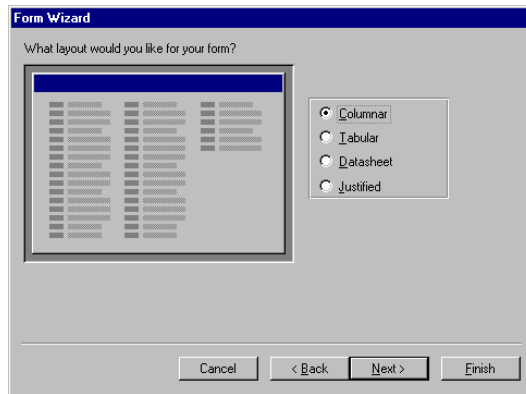 Form Wizard
What layout would you like for your form?
Columnar
Tabular
Datasheet
Justified
Cancel
< Back
Next >
Finish